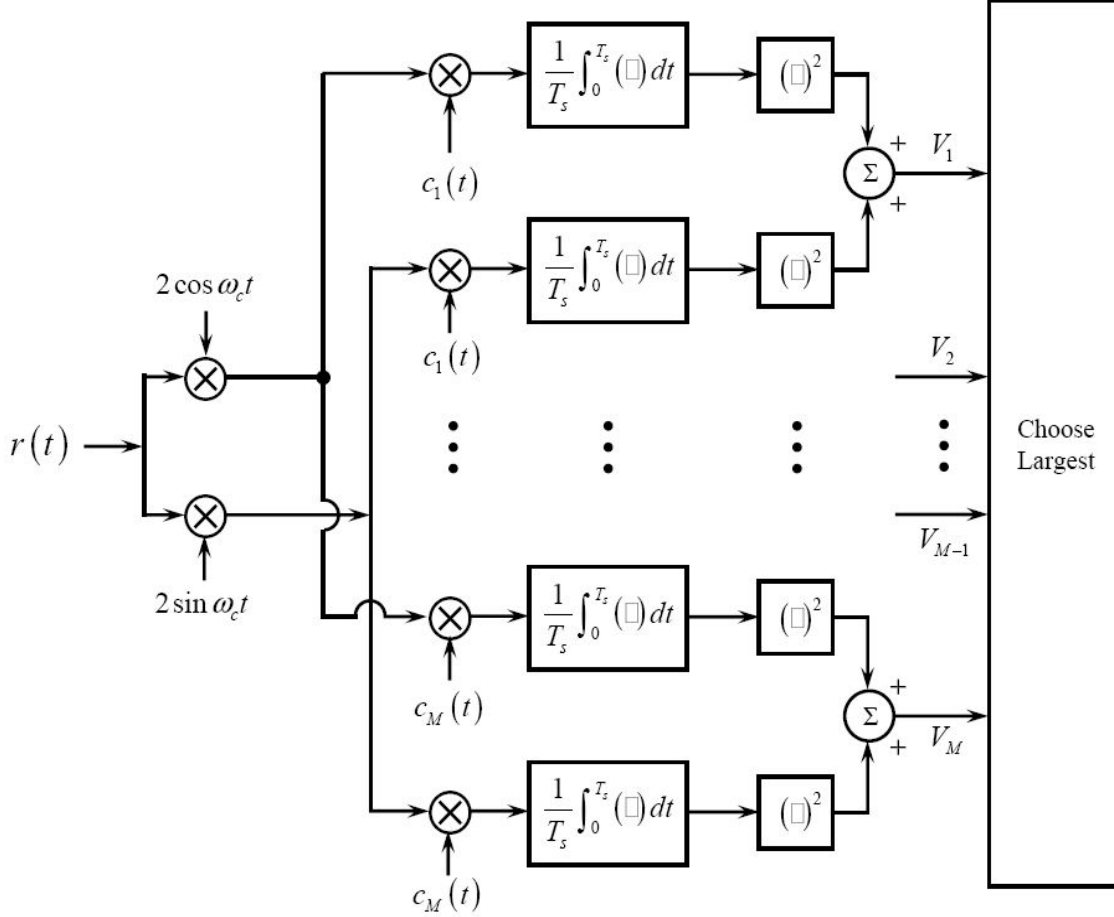 1/T_s ∫_0^{T_s} (□) dt
(□)²
+
V_1
Σ
+
c_1(t)
1/T_s ∫_0^{T_s} (□) dt
(□)²
2 cos ω_c t
c_1(t)
V_2
r(t)
Choose
Largest
V_{M-1}
2 sin ω_c t
1/T_s ∫_0^{T_s} (□) dt
(□)²
+
Σ
c_M(t)
+
V_M
1/T_s ∫_0^{T_s} (□) dt
(□)²
c_M(t)